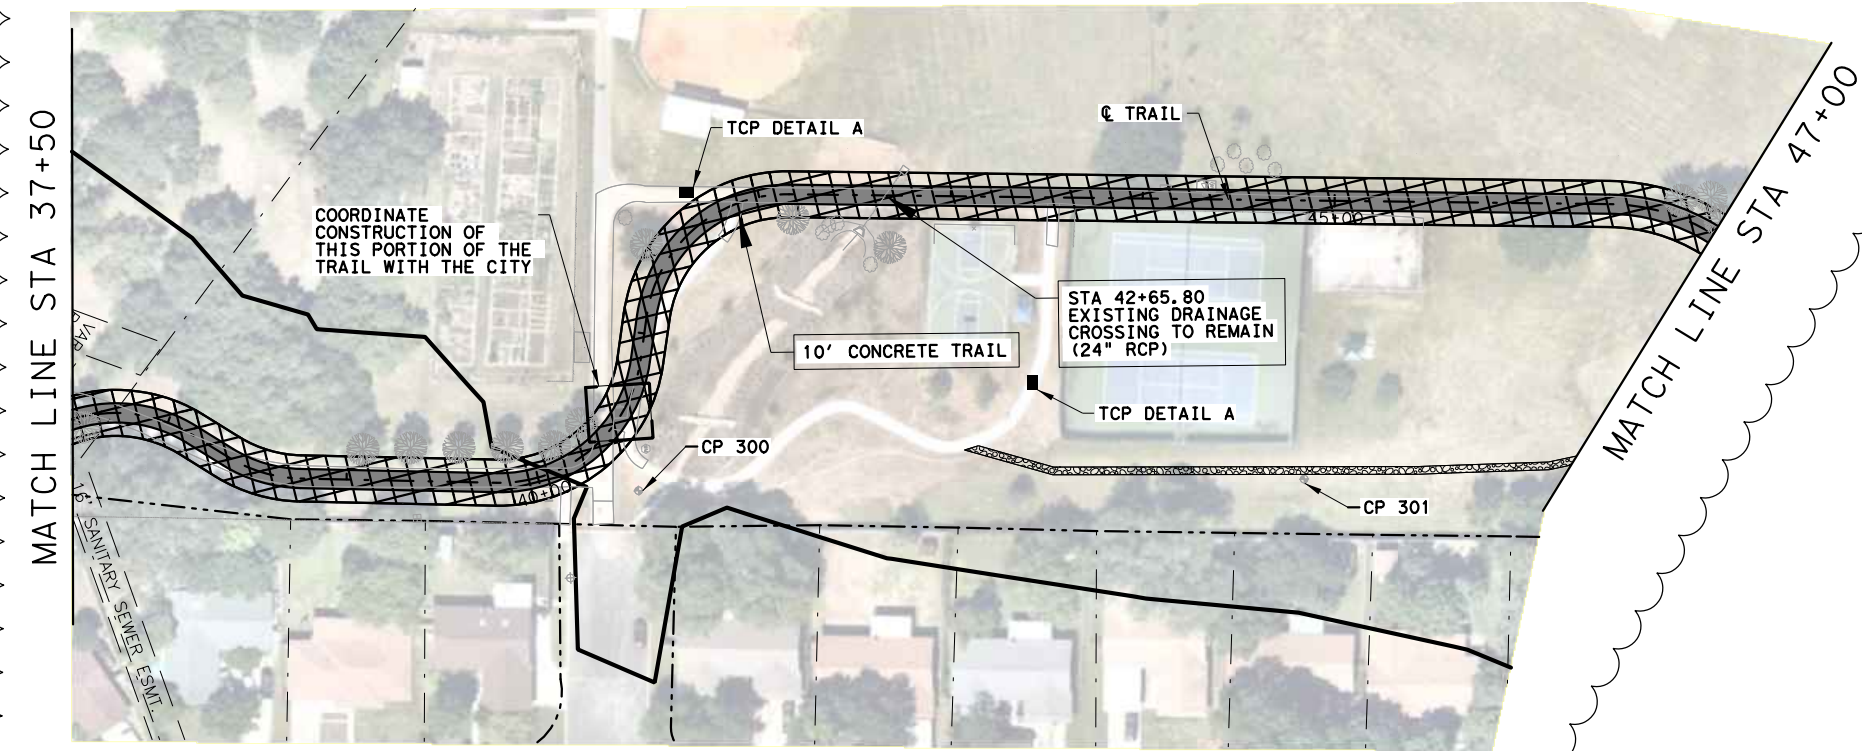 MATCH LINE STA 37+50
COORDINATE
CONSTRUCTION OF
THIS PORTION OF THE
TRAIL WITH THE CITY
TCP DETAIL A
℄ TRAIL
45+00
MATCH LINE STA 47+00
10' CONCRETE TRAIL
STA 42+65.80
EXISTING DRAINAGE
CROSSING TO REMAIN
(24" RCP)
TCP DETAIL A
CP 300
CP 301
40+00
VAR
16'
SANITARY SEWER ESMT.